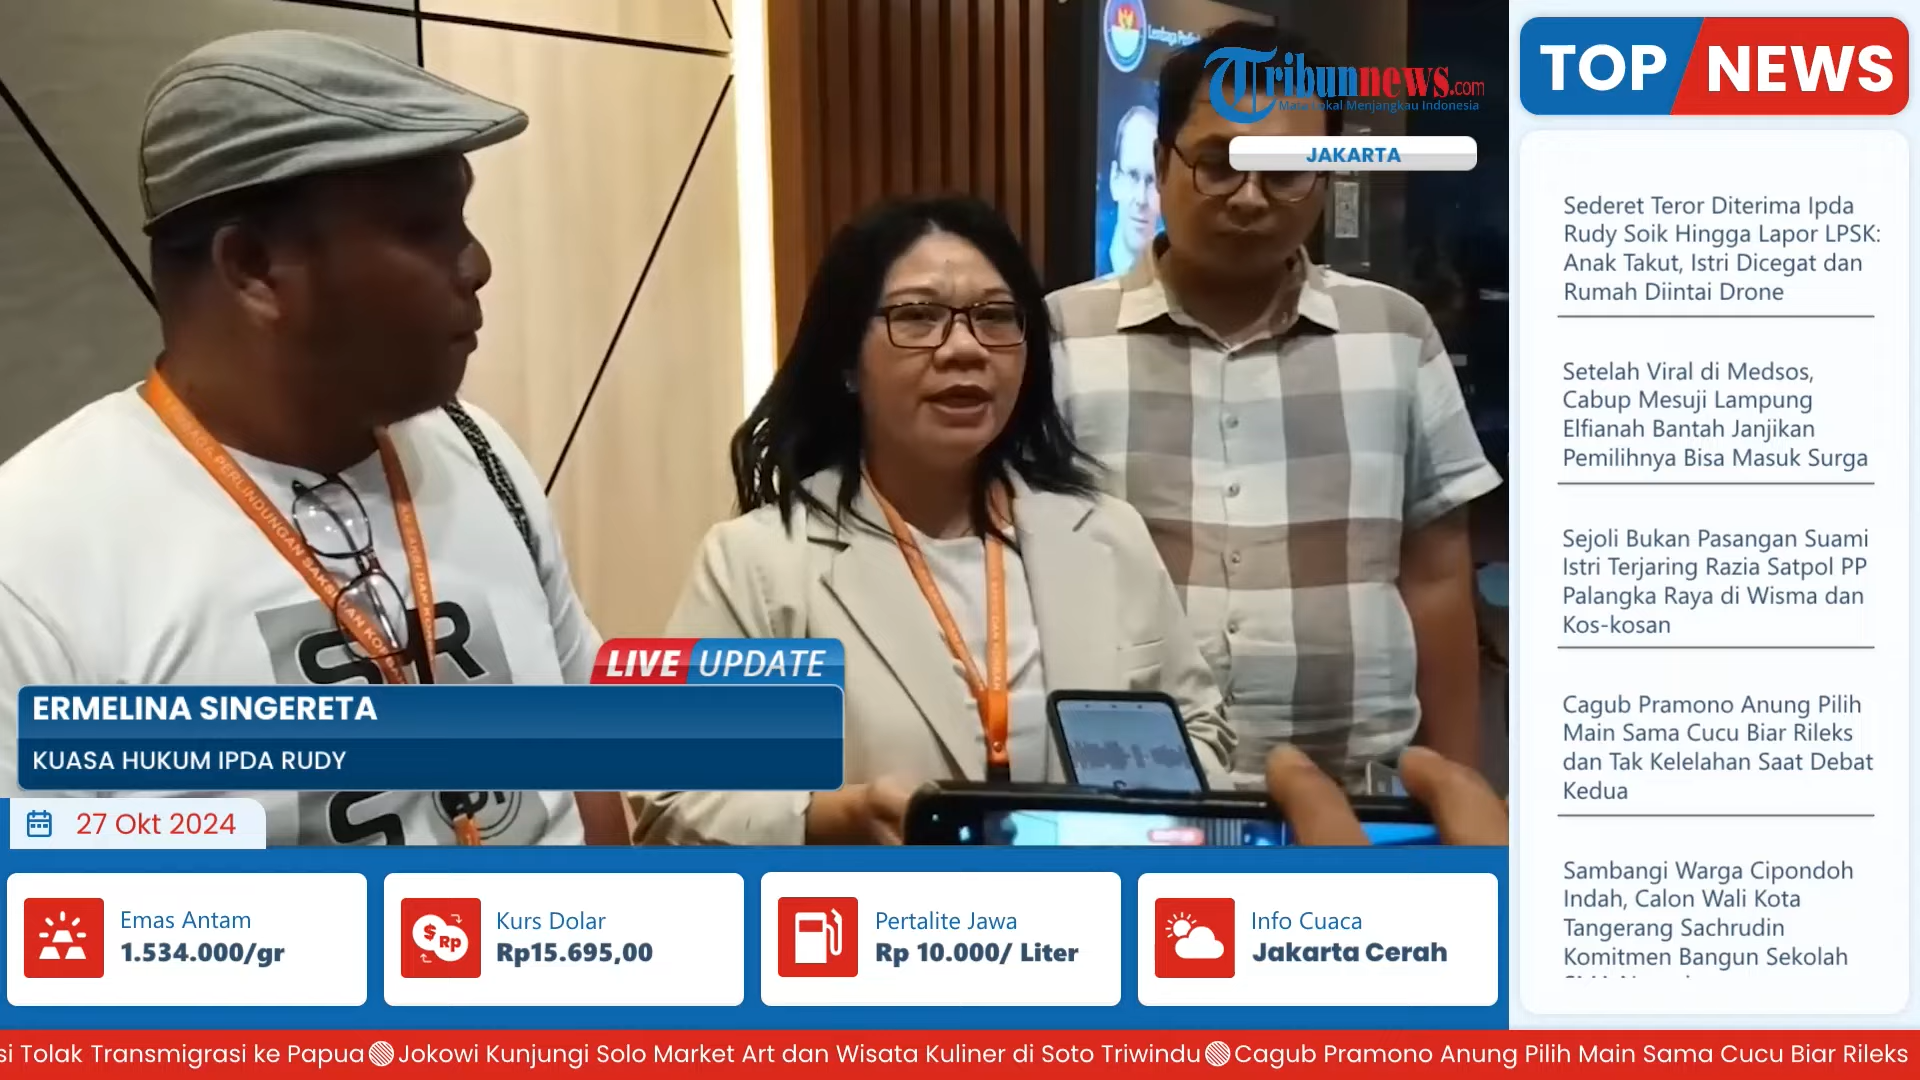 Tribunnews.com
Mata Lokal Menjangkau Indonesia
JAKARTA
LIVE UPDATE
ERMELINA SINGERETA
KUASA HUKUM IPDA RUDY
27 Okt 2024
Emas Antam
1.534.000/gr
Kurs Dolar
Rp15.695,00
Pertalite Jawa
Rp 10.000/ Liter
Info Cuaca
Jakarta Cerah
TOP NEWS
Sederet Teror Diterima Ipda
Rudy Soik Hingga Lapor LPSK:
Anak Takut, Istri Dicegat dan
Rumah Diintai Drone
Setelah Viral di Medsos,
Cabup Mesuji Lampung
Elfianah Bantah Janjikan
Pemilihnya Bisa Masuk Surga
Sejoli Bukan Pasangan Suami
Istri Terjaring Razia Satpol PP
Palangka Raya di Wisma dan
Kos-kosan
Cagub Pramono Anung Pilih
Main Sama Cucu Biar Rileks
dan Tak Kelelahan Saat Debat
Kedua
Sambangi Warga Cipondoh
Indah, Calon Wali Kota
Tangerang Sachrudin
Komitmen Bangun Sekolah
si Tolak Transmigrasi ke Papua Jokowi Kunjungi Solo Market Art dan Wisata Kuliner di Soto Triwindu Cagub Pramono Anung Pilih Main Sama Cucu Biar Rileks